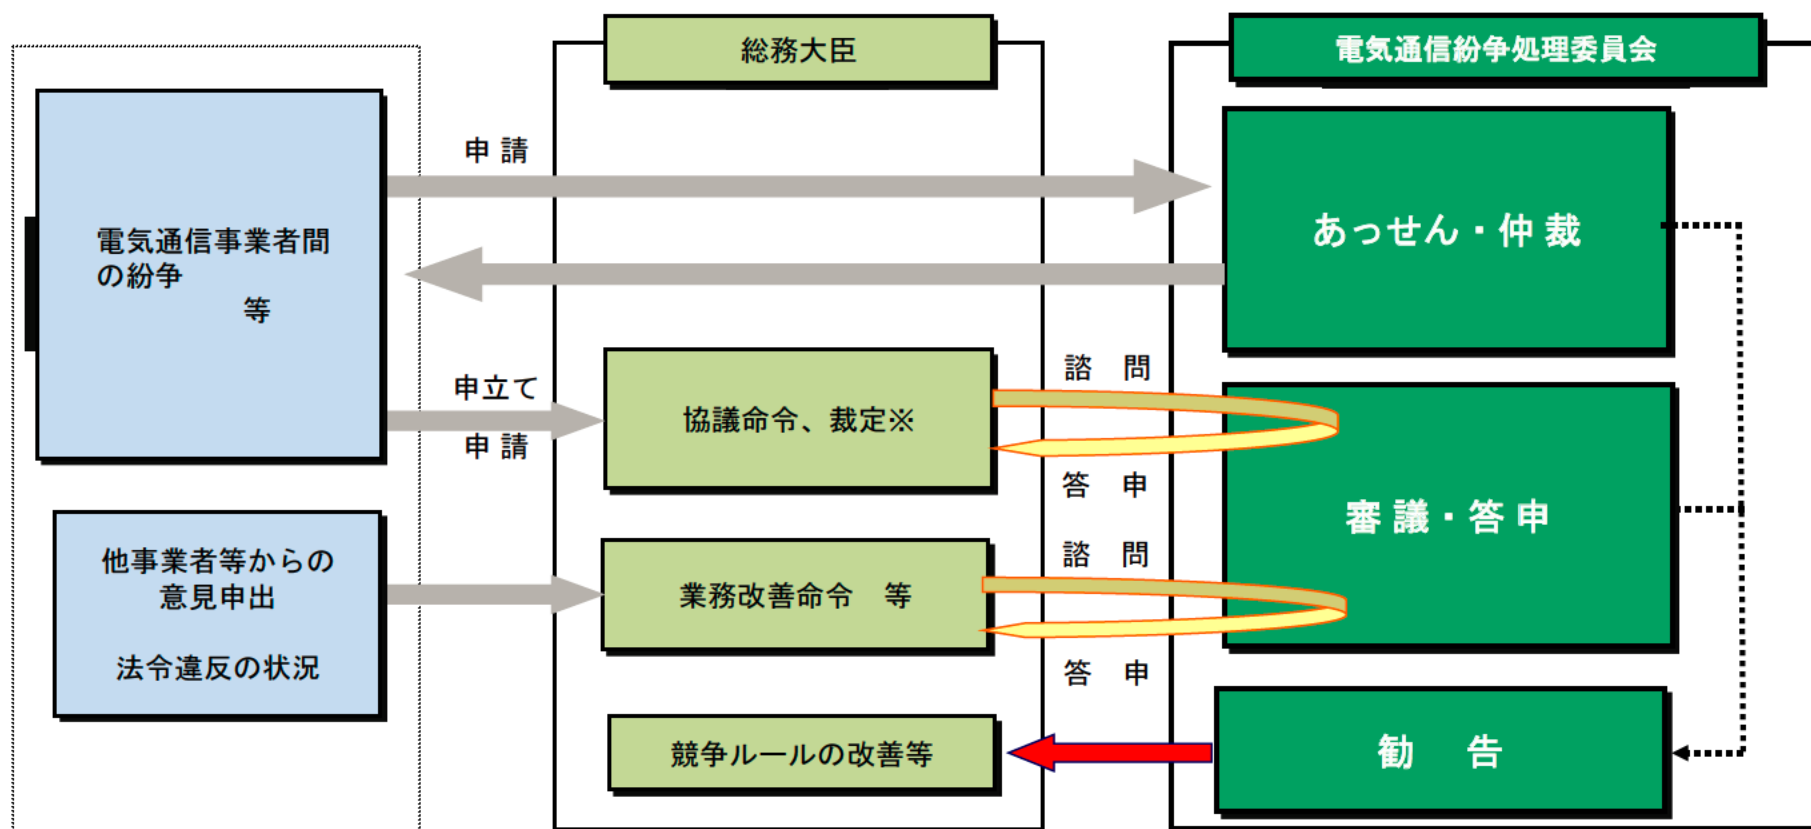 総務大臣
電気通信紛争処理委員会
電気通信事業者間
の紛争
等
申 請
あっせん・仲 裁
申立て
申 請
協議命令、裁定※
諮 問
答 申
審 議・答 申
他事業者等からの
意見申出
法令違反の状況
業務改善命令 等
諮 問
答 申
競争ルールの改善等
勧 告